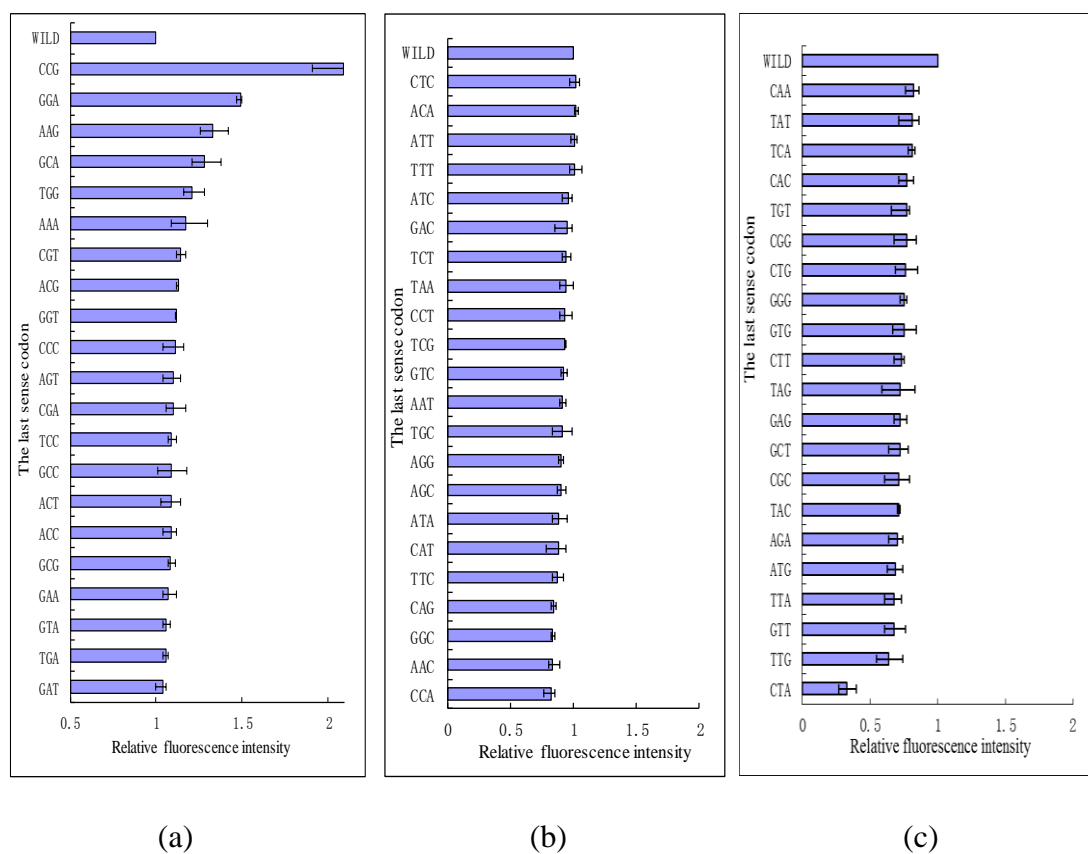 WILD
CCG
GGA
AAG
GCA
TGG
AAA
CGT
ACG
GGT
CCC
AGT
CGA
TCC
GCC
ACT
ACC
GCG
GAA
GTA
TGA
GAT
The last sense codon
0.5 1 1.5 2
Relative fluorescence intensity
(a)
WILD
CTC
ACA
ATT
TTT
ATC
GAC
TCT
TAA
CCT
TCG
GTC
AAT
TGC
AGG
AGC
ATA
CAT
TTC
CAG
GGC
AAC
CCA
The last sense codon
0 0.5 1 1.5 2
Relative fluorescence intensity
(b)
WILD
CAA
TAT
TCA
CAC
TGT
CGG
CTG
GGG
GTG
CTT
TAG
GAG
GCT
CGC
TAC
AGA
ATG
TTA
GTT
TTG
CTA
The last sense codon
0 0.5 1 1.5 2
Relative fluorescence intensity
(c)